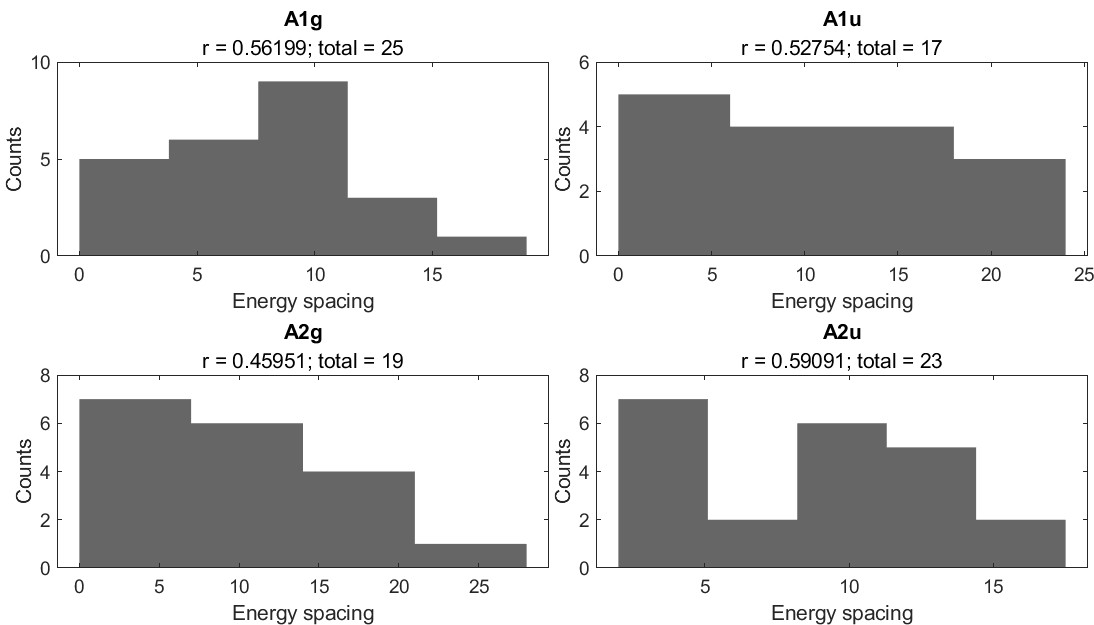 A1g
r = 0.56199; total = 25
10
5
0
Counts
0 5 10 15
Energy spacing
A1u
r = 0.52754; total = 17
6
4
2
0
Counts
0 5 10 15 20 25
Energy spacing
A2g
r = 0.45951; total = 19
8
6
4
2
0
Counts
0 5 10 15 20 25
Energy spacing
A2u
r = 0.59091; total = 23
8
6
4
2
0
Counts
5 10 15
Energy spacing